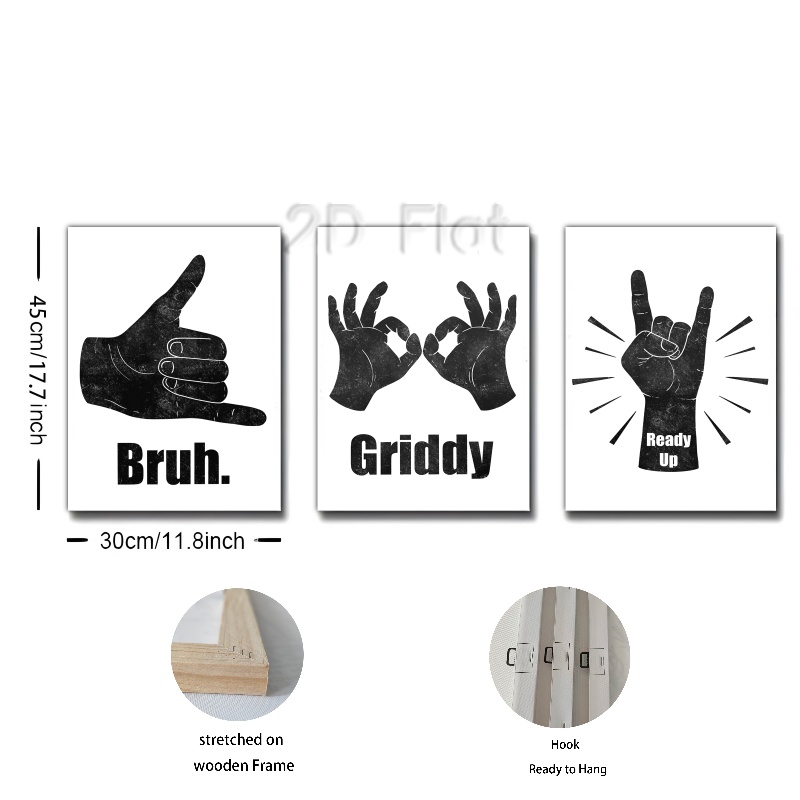 2D Flat
45cm/17.7inch
Bruh.
Griddy
Ready
Up
30cm/11.8inch
stretched on
wooden Frame
Hook
Ready to Hang